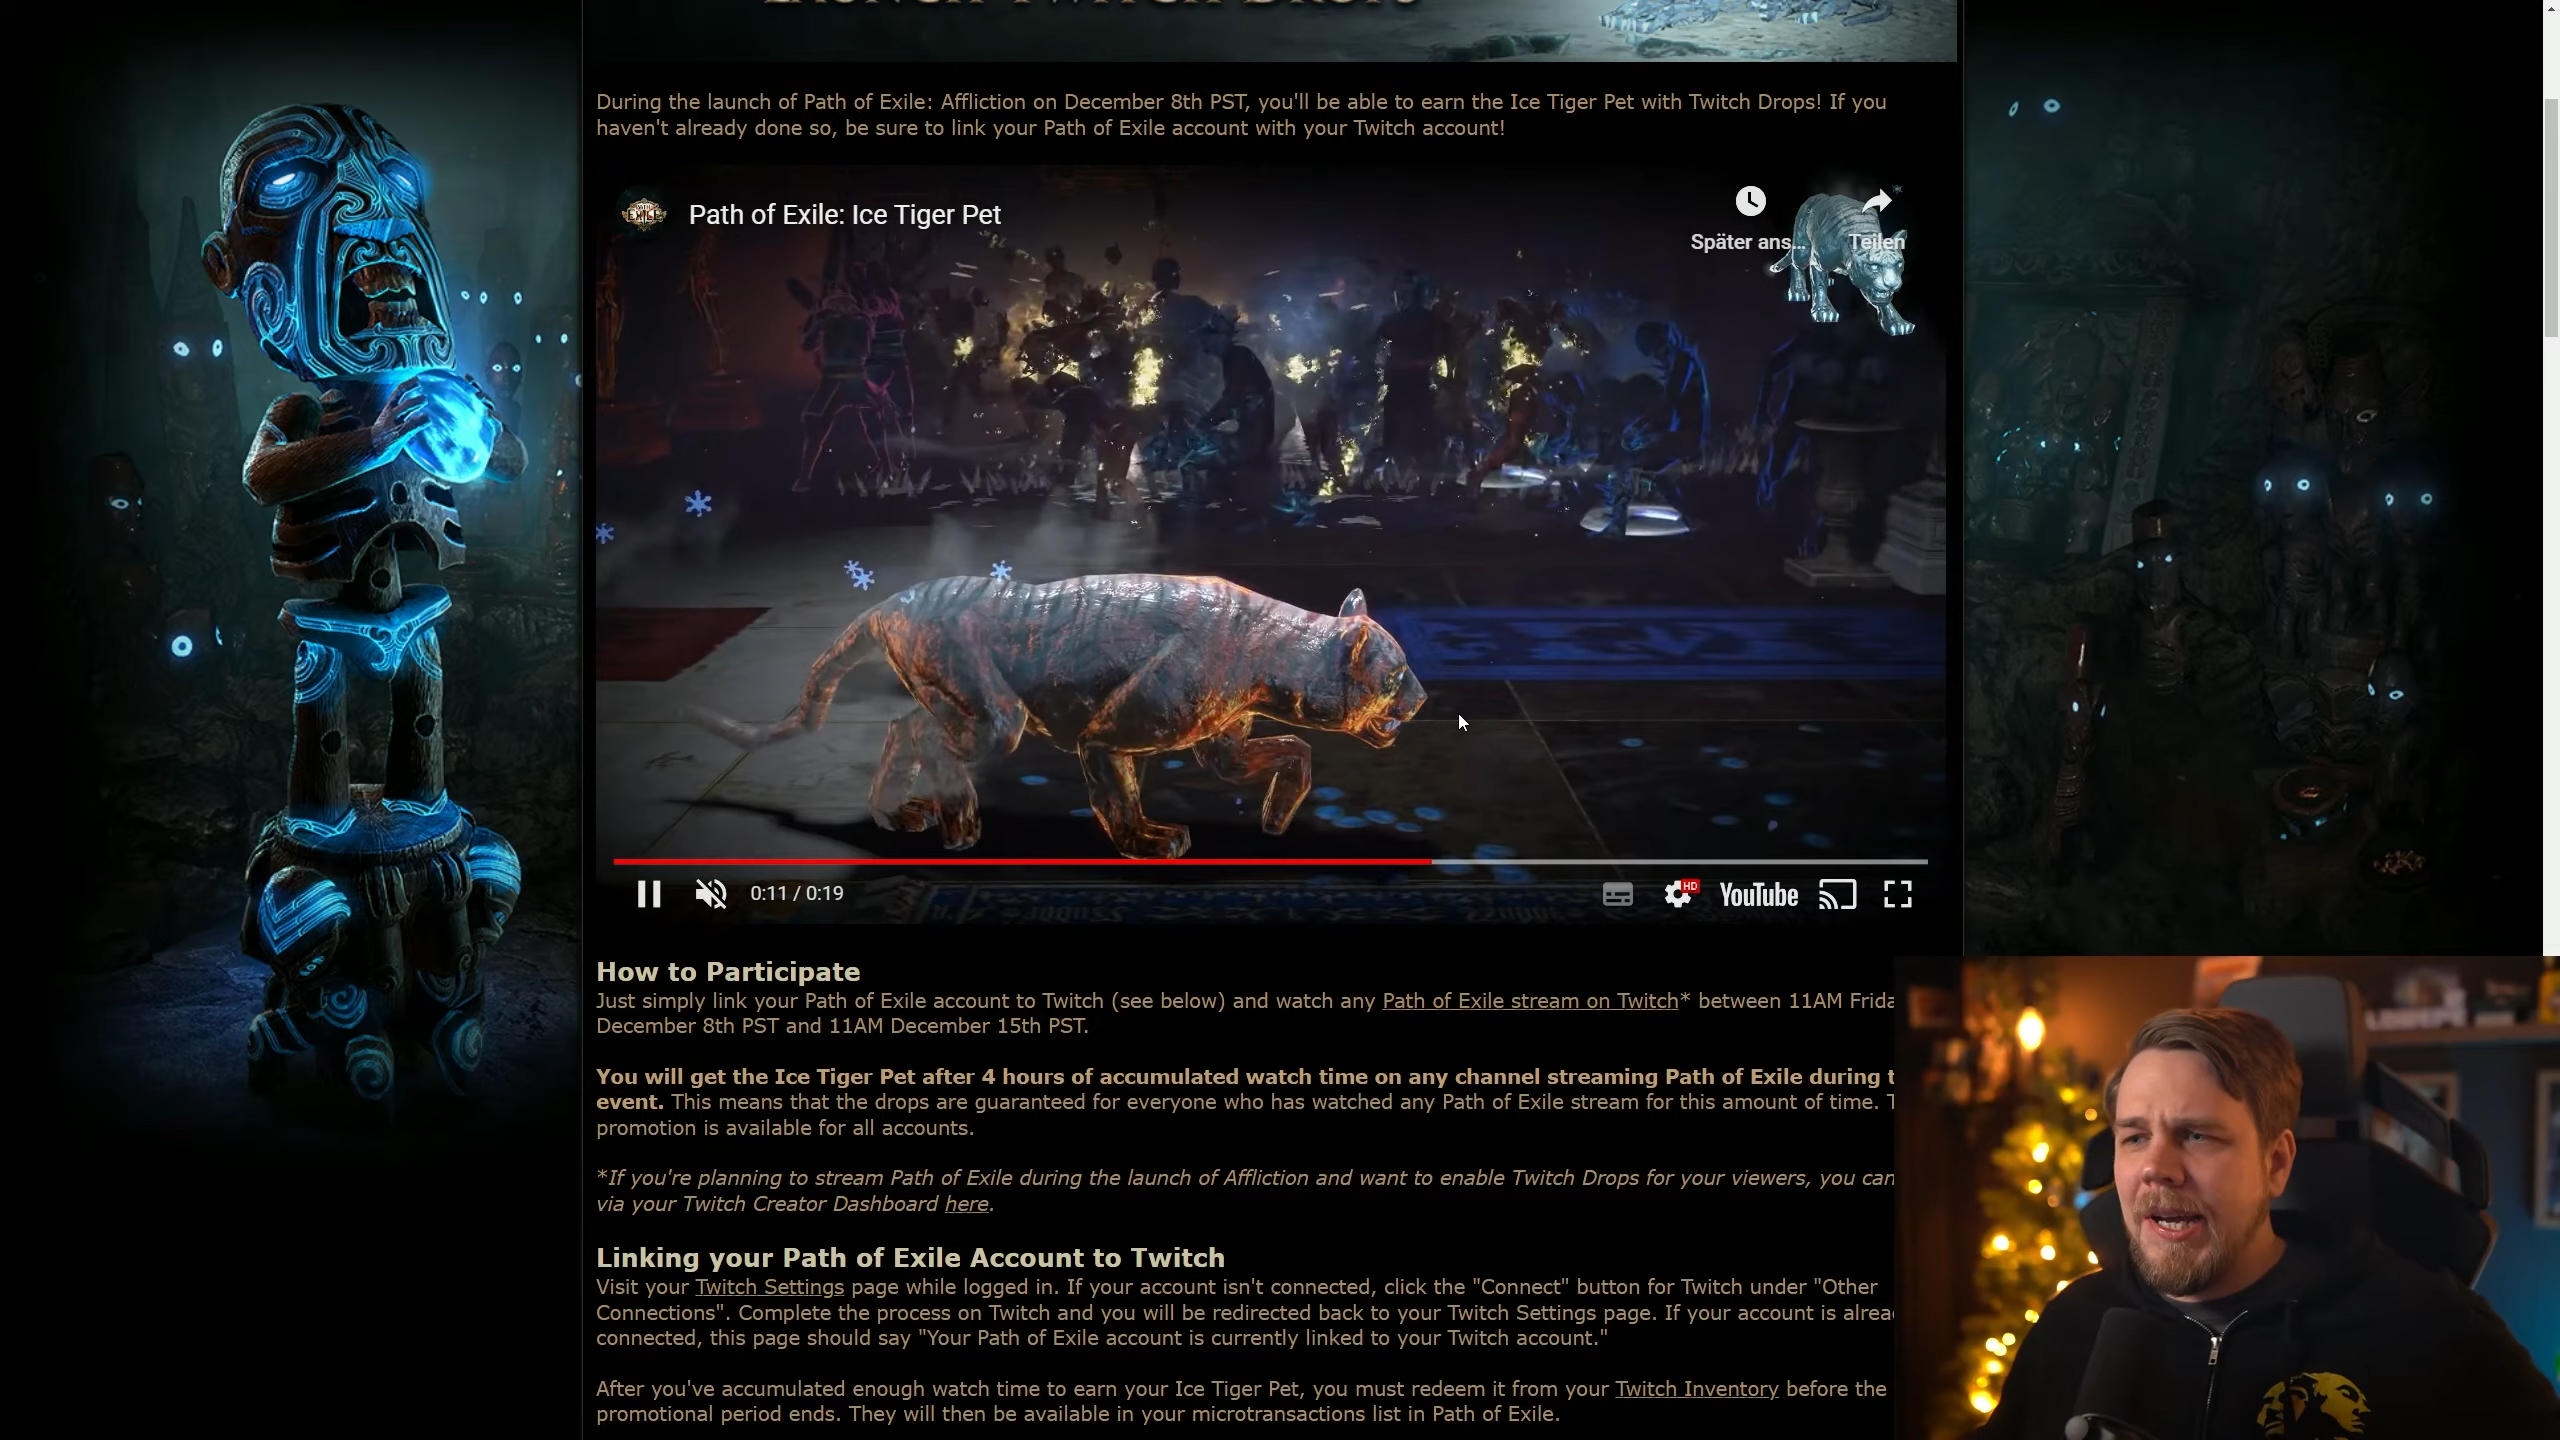 LAUNCH TWITCH DROPS
During the launch of Path of Exile: Affliction on December 8th PST, you'll be able to earn the Ice Tiger Pet with Twitch Drops! If you
haven't already done so, be sure to link your Path of Exile account with your Twitch account!
Path of Exile: Ice Tiger Pet
Später ans...
Teilen
0:11 / 0:19
HD
YouTube
How to Participate
Just simply link your Path of Exile account to Twitch (see below) and watch any Path of Exile stream on Twitch* between 11AM Frida
December 8th PST and 11AM December 15th PST.
You will get the Ice Tiger Pet after 4 hours of accumulated watch time on any channel streaming Path of Exile during t
event. This means that the drops are guaranteed for everyone who has watched any Path of Exile stream for this amount of time. T
promotion is available for all accounts.
*If you're planning to stream Path of Exile during the launch of Affliction and want to enable Twitch Drops for your viewers, you can
via your Twitch Creator Dashboard here.
Linking your Path of Exile Account to Twitch
Visit your Twitch Settings page while logged in. If your account isn't connected, click the "Connect" button for Twitch under "Other
Connections". Complete the process on Twitch and you will be redirected back to your Twitch Settings page. If your account is alrea
connected, this page should say "Your Path of Exile account is currently linked to your Twitch account."
After you've accumulated enough watch time to earn your Ice Tiger Pet, you must redeem it from your Twitch Inventory before the
promotional period ends. They will then be available in your microtransactions list in Path of Exile.